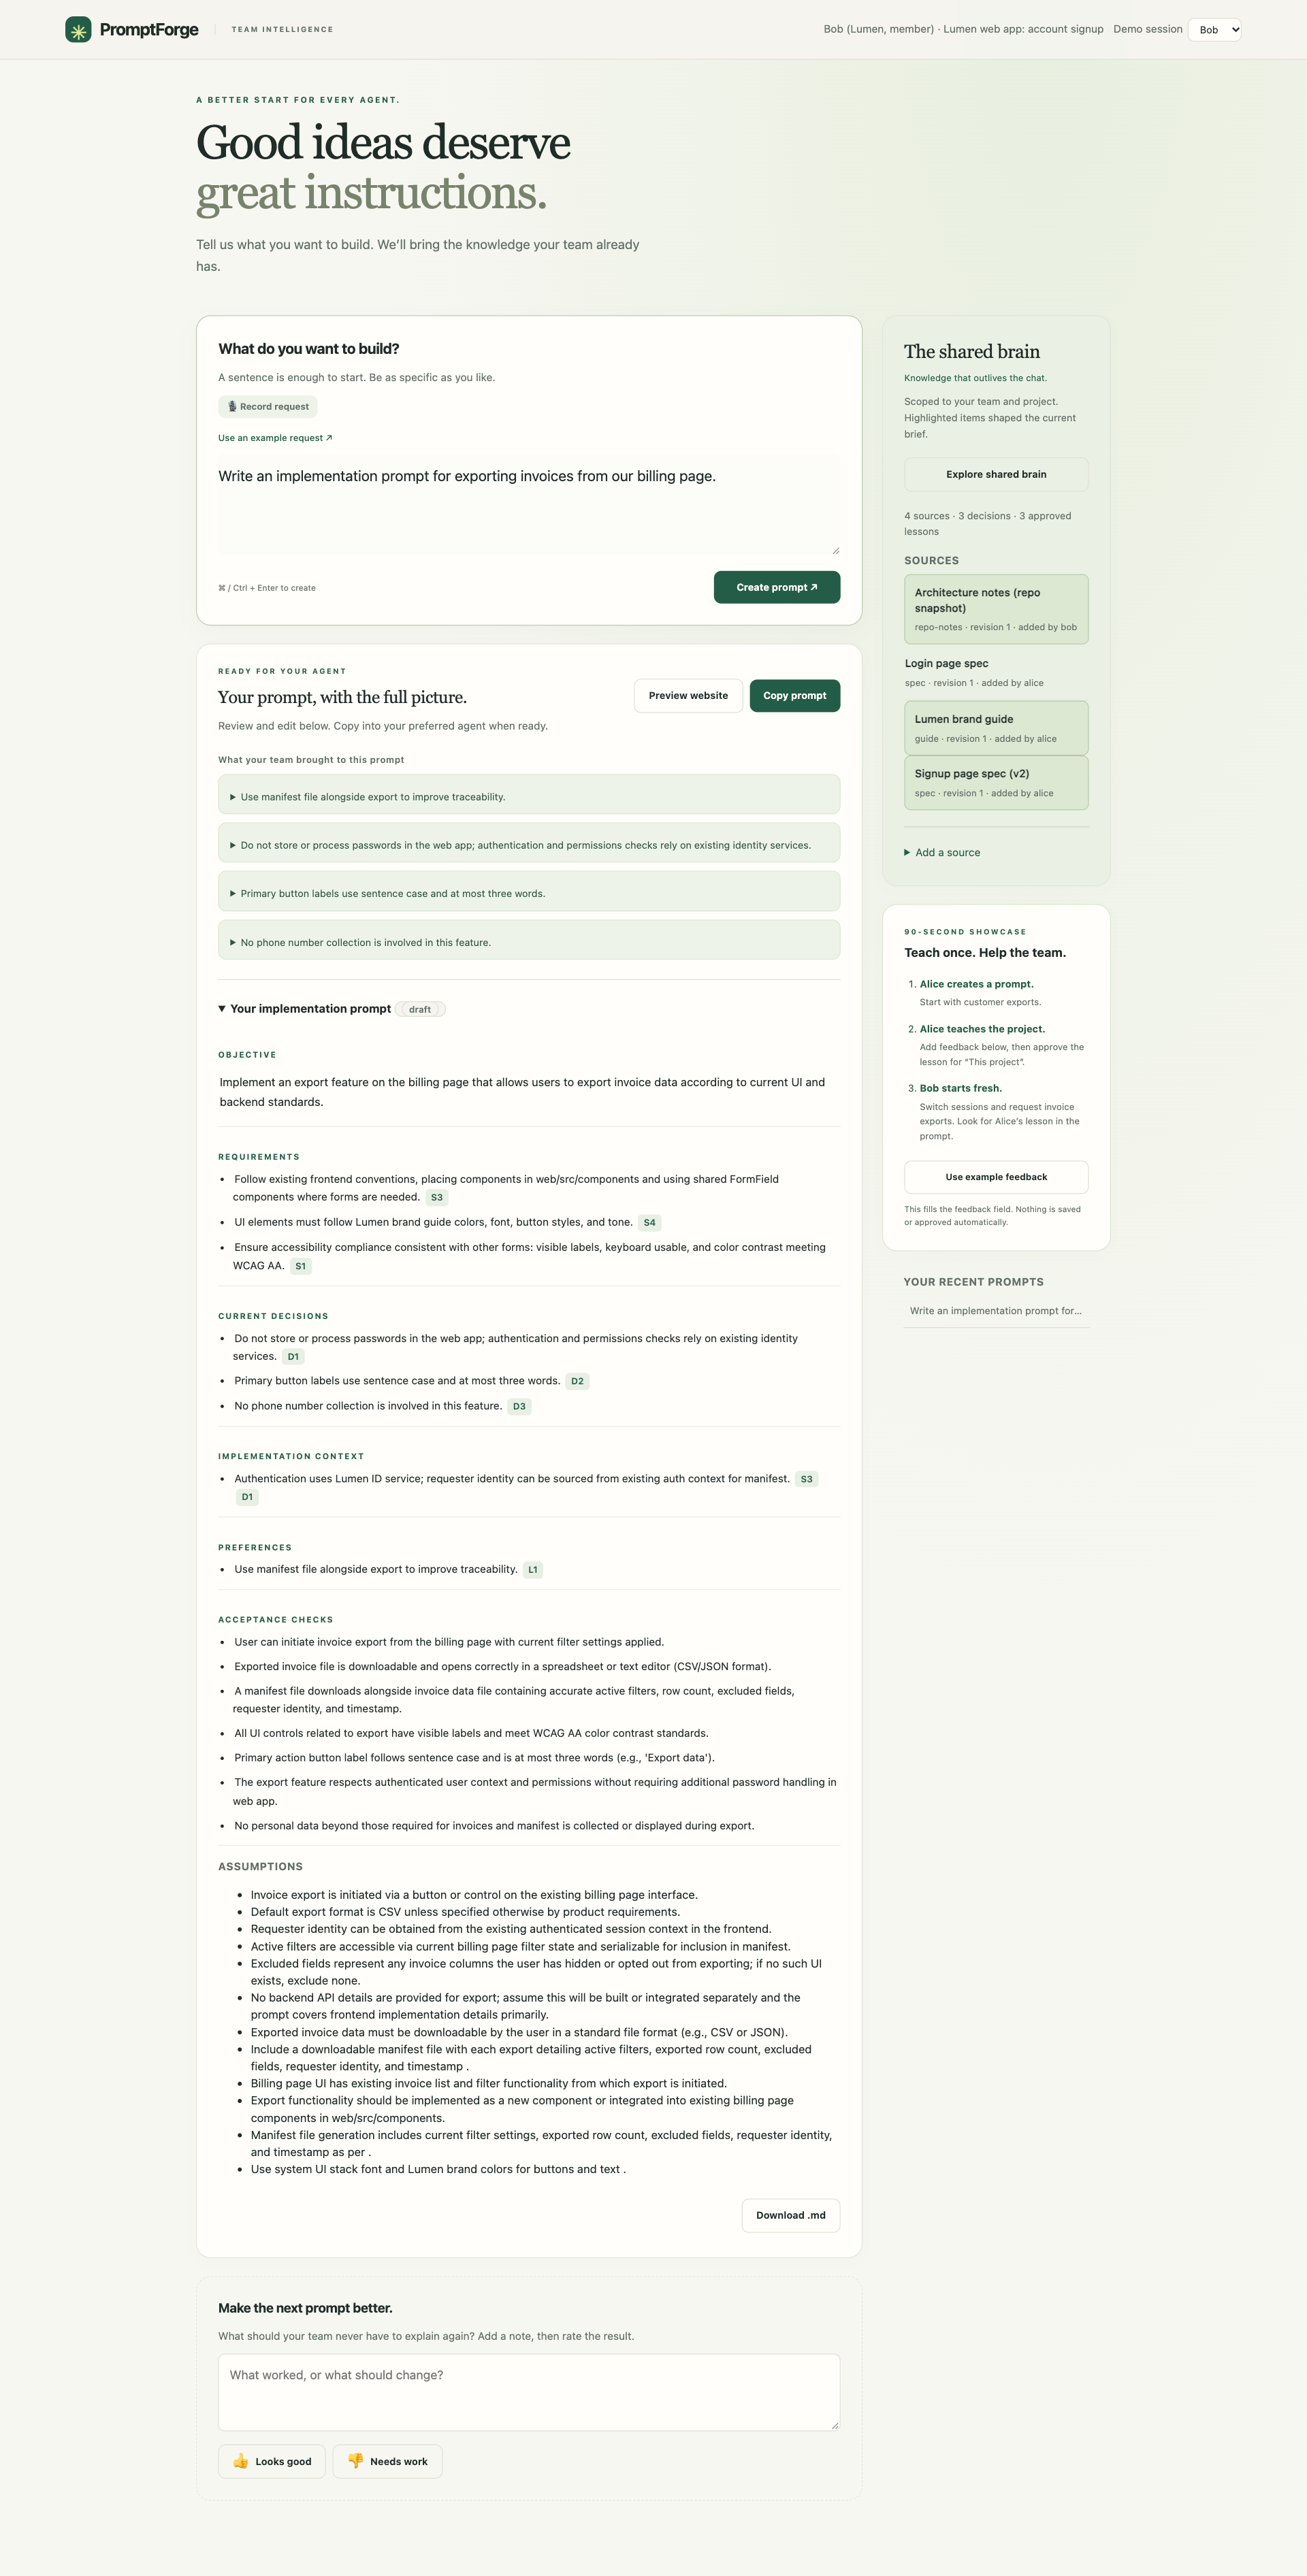 PromptForge
TEAM INTELLIGENCE
Bob (Lumen, member) · Lumen web app: account signup
Demo session
Bob
A BETTER START FOR EVERY AGENT.
Good ideas deserve
great instructions.
Tell us what you want to build. We’ll bring the knowledge your team already
has.
What do you want to build?
A sentence is enough to start. Be as specific as you like.
🎙 Record request
Use an example request ↗
Write an implementation prompt for exporting invoices from our billing page.
⌘ / Ctrl + Enter to create
Create prompt ↗
READY FOR YOUR AGENT
Your prompt, with the full picture.
Preview website
Copy prompt
Review and edit below. Copy into your preferred agent when ready.
What your team brought to this prompt
▶ Use manifest file alongside export to improve traceability.
▶ Do not store or process passwords in the web app; authentication and permissions checks rely on existing identity services.
▶ Primary button labels use sentence case and at most three words.
▶ No phone number collection is involved in this feature.
▼ Your implementation prompt draft
OBJECTIVE
Implement an export feature on the billing page that allows users to export invoice data according to current UI and
backend standards.
REQUIREMENTS
• Follow existing frontend conventions, placing components in web/src/components and using shared FormField
components where forms are needed. S3
• UI elements must follow Lumen brand guide colors, font, button styles, and tone. S4
• Ensure accessibility compliance consistent with other forms: visible labels, keyboard usable, and color contrast meeting
WCAG AA. S1
CURRENT DECISIONS
• Do not store or process passwords in the web app; authentication and permissions checks rely on existing identity
services. D1
• Primary button labels use sentence case and at most three words. D2
• No phone number collection is involved in this feature. D3
IMPLEMENTATION CONTEXT
• Authentication uses Lumen ID service; requester identity can be sourced from existing auth context for manifest. S3
D1
PREFERENCES
• Use manifest file alongside export to improve traceability. L1
ACCEPTANCE CHECKS
• User can initiate invoice export from the billing page with current filter settings applied.
• Exported invoice file is downloadable and opens correctly in a spreadsheet or text editor (CSV/JSON format).
• A manifest file downloads alongside invoice data file containing accurate active filters, row count, excluded fields,
requester identity, and timestamp.
• All UI controls related to export have visible labels and meet WCAG AA color contrast standards.
• Primary action button label follows sentence case and is at most three words (e.g., 'Export data').
• The export feature respects authenticated user context and permissions without requiring additional password handling in
web app.
• No personal data beyond those required for invoices and manifest is collected or displayed during export.
ASSUMPTIONS
• Invoice export is initiated via a button or control on the existing billing page interface.
• Default export format is CSV unless specified otherwise by product requirements.
• Requester identity can be obtained from the existing authenticated session context in the frontend.
• Active filters are accessible via current billing page filter state and serializable for inclusion in manifest.
• Excluded fields represent any invoice columns the user has hidden or opted out from exporting; if no such UI
exists, exclude none.
• No backend API details are provided for export; assume this will be built or integrated separately and the
prompt covers frontend implementation details primarily.
• Exported invoice data must be downloadable by the user in a standard file format (e.g., CSV or JSON).
• Include a downloadable manifest file with each export detailing active filters, exported row count, excluded
fields, requester identity, and timestamp .
• Billing page UI has existing invoice list and filter functionality from which export is initiated.
• Export functionality should be implemented as a new component or integrated into existing billing page
components in web/src/components.
• Manifest file generation includes current filter settings, exported row count, excluded fields, requester identity,
and timestamp as per .
• Use system UI stack font and Lumen brand colors for buttons and text .
Download .md
Make the next prompt better.
What should your team never have to explain again? Add a note, then rate the result.
What worked, or what should change?
👍 Looks good
👎 Needs work
The shared brain
Knowledge that outlives the chat.
Scoped to your team and project.
Highlighted items shaped the current
brief.
Explore shared brain
4 sources · 3 decisions · 3 approved
lessons
SOURCES
Architecture notes (repo
snapshot)
repo-notes · revision 1 · added by bob
Login page spec
spec · revision 1 · added by alice
Lumen brand guide
guide · revision 1 · added by alice
Signup page spec (v2)
spec · revision 1 · added by alice
▶ Add a source
90-SECOND SHOWCASE
Teach once. Help the team.
1. Alice creates a prompt.
Start with customer exports.
2. Alice teaches the project.
Add feedback below, then approve the
lesson for “This project”.
3. Bob starts fresh.
Switch sessions and request invoice
exports. Look for Alice’s lesson in the
prompt.
Use example feedback
This fills the feedback field. Nothing is saved
or approved automatically.
YOUR RECENT PROMPTS
Write an implementation prompt for…